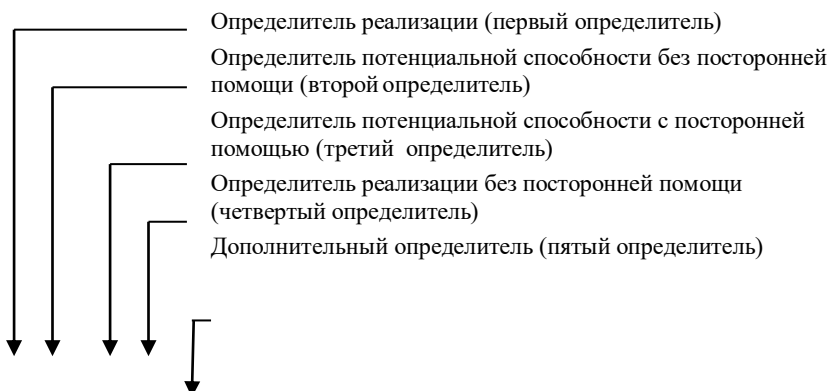 Определитель реализации (первый определитель)
Определитель потенциальной способности без посторонней
помощи (второй определитель)
Определитель потенциальной способности с посторонней
помощью (третий определитель)
Определитель реализации без посторонней помощи
(четвертый определитель)
Дополнительный определитель (пятый определитель)